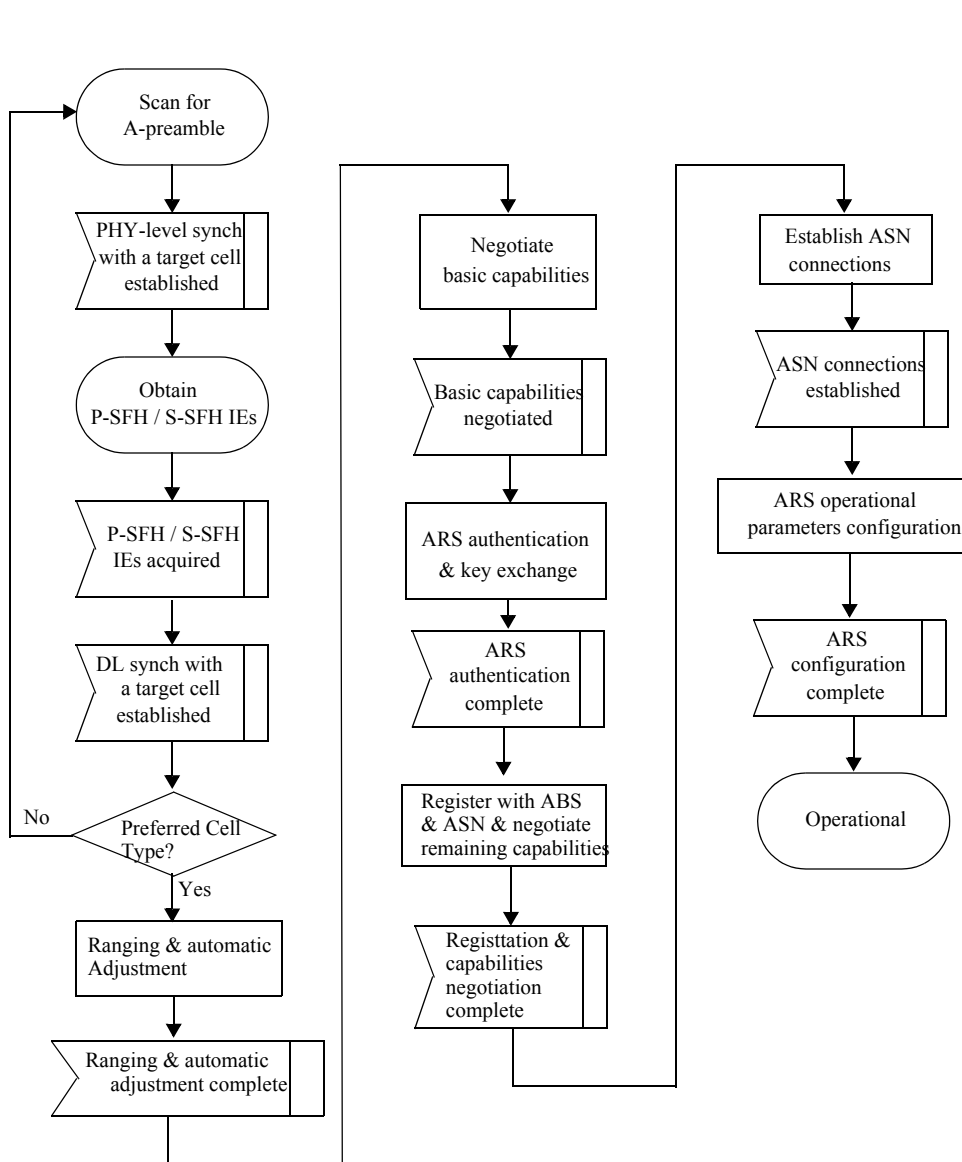 Scan for
A-preamble
PHY-level synch
with a target cell
established
Obtain
P-SFH / S-SFH IEs
P-SFH / S-SFH
IEs acquired
DL synch with
a target cell
established
No
Preferred Cell
Type?
Yes
Ranging & automatic
Adjustment
Ranging & automatic
adjustment complete
Negotiate
basic capabilities
Basic capabilities
negotiated
ARS authentication
& key exchange
ARS
authentication
complete
Register with ABS
& ASN & negotiate
remaining capabilities
Registtation &
capabilities
negotiation
complete
Establish ASN
connections
ASN connections
established
ARS operational
parameters configuration
ARS
configuration
complete
Operational